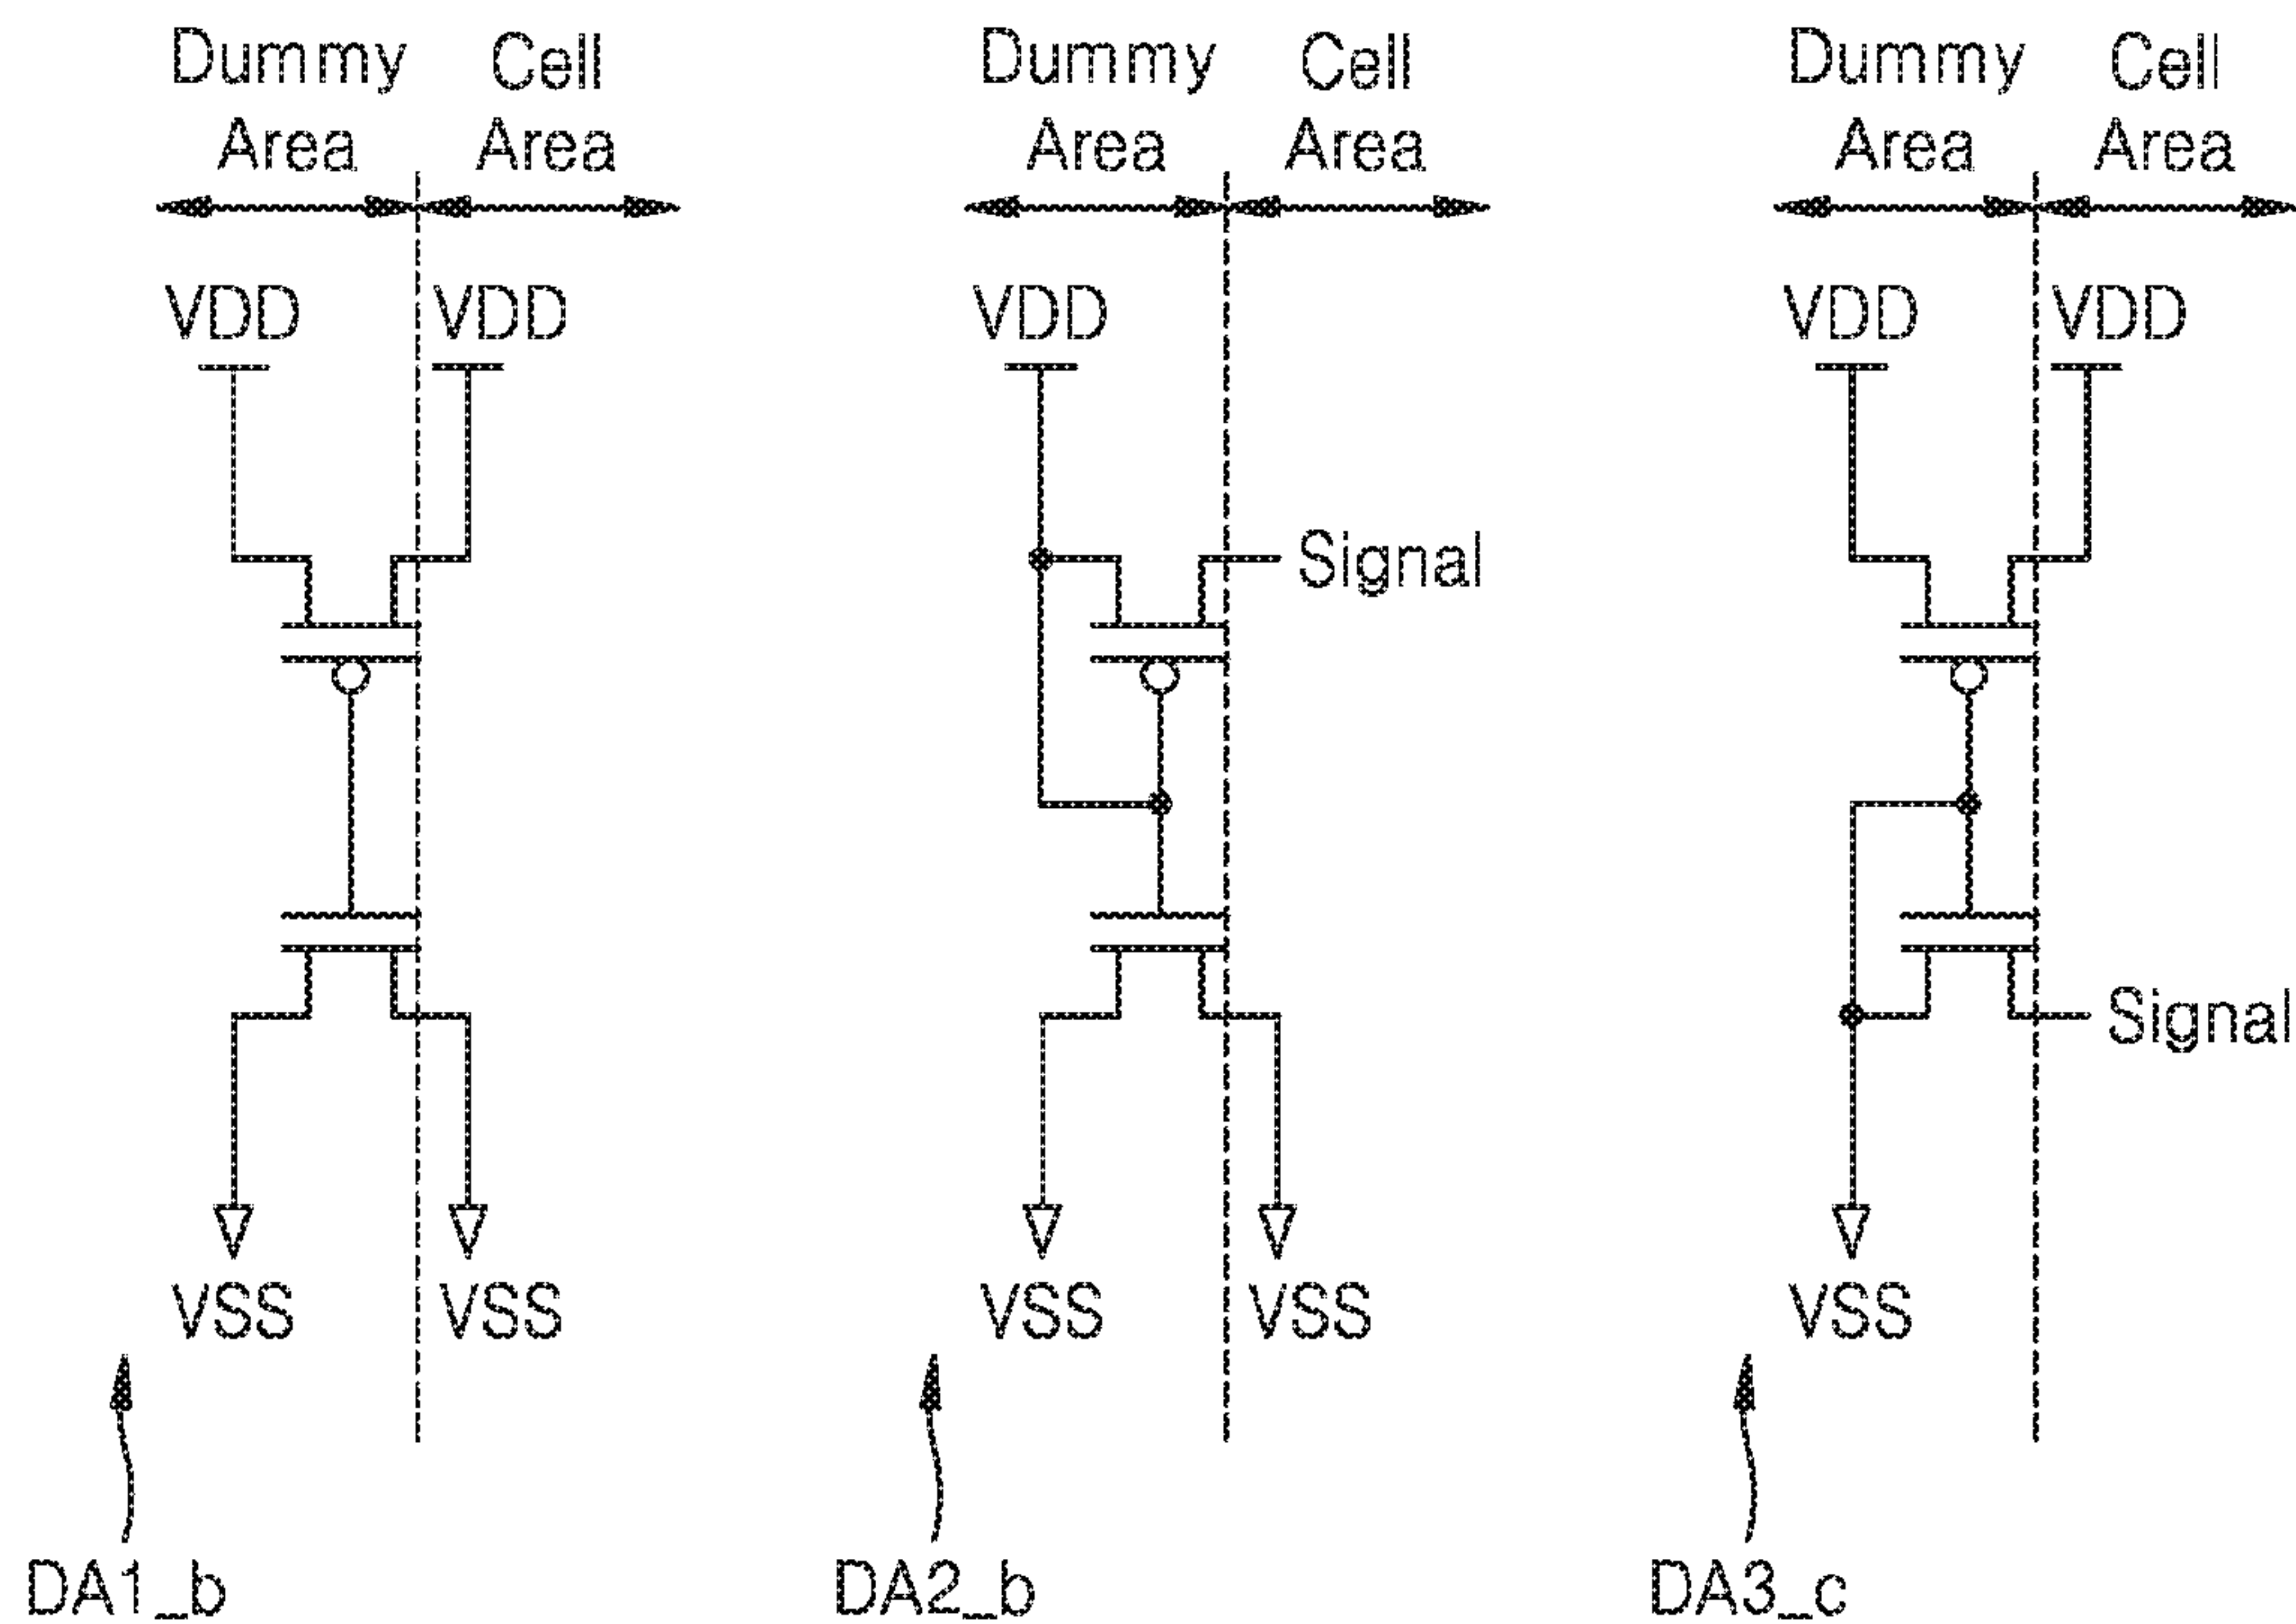 Dummy Area
Cell Area
Dummy Area
Cell Area
Dummy Area
Cell Area
VDD
VDD
VDD
VDD
VDD
Signal
Signal
VSS
VSS
VSS
VSS
VSS
DA1_b
DA2_b
DA3_c